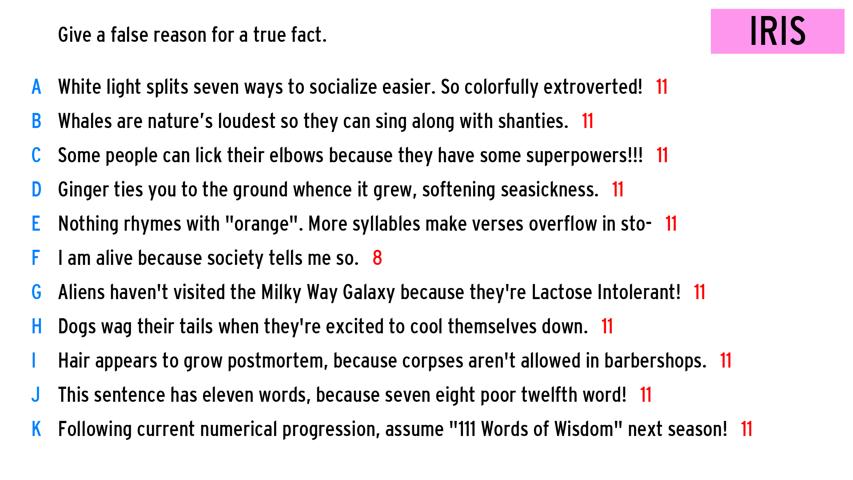 Give a false reason for a true fact.
IRIS
A White light splits seven ways to socialize easier. So colorfully extroverted! 11
B Whales are nature's loudest so they can sing along with shanties. 11
C Some people can lick their elbows because they have some superpowers!!! 11
D Ginger ties you to the ground whence it grew, softening seasickness. 11
E Nothing rhymes with "orange". More syllables make verses overflow in sto- 11
F I am alive because society tells me so. 8
G Aliens haven't visited the Milky Way Galaxy because they're Lactose Intolerant! 11
H Dogs wag their tails when they're excited to cool themselves down. 11
I Hair appears to grow postmortem, because corpses aren't allowed in barbershops. 11
J This sentence has eleven words, because seven eight poor twelfth word! 11
K Following current numerical progression, assume "111 Words of Wisdom" next season! 11